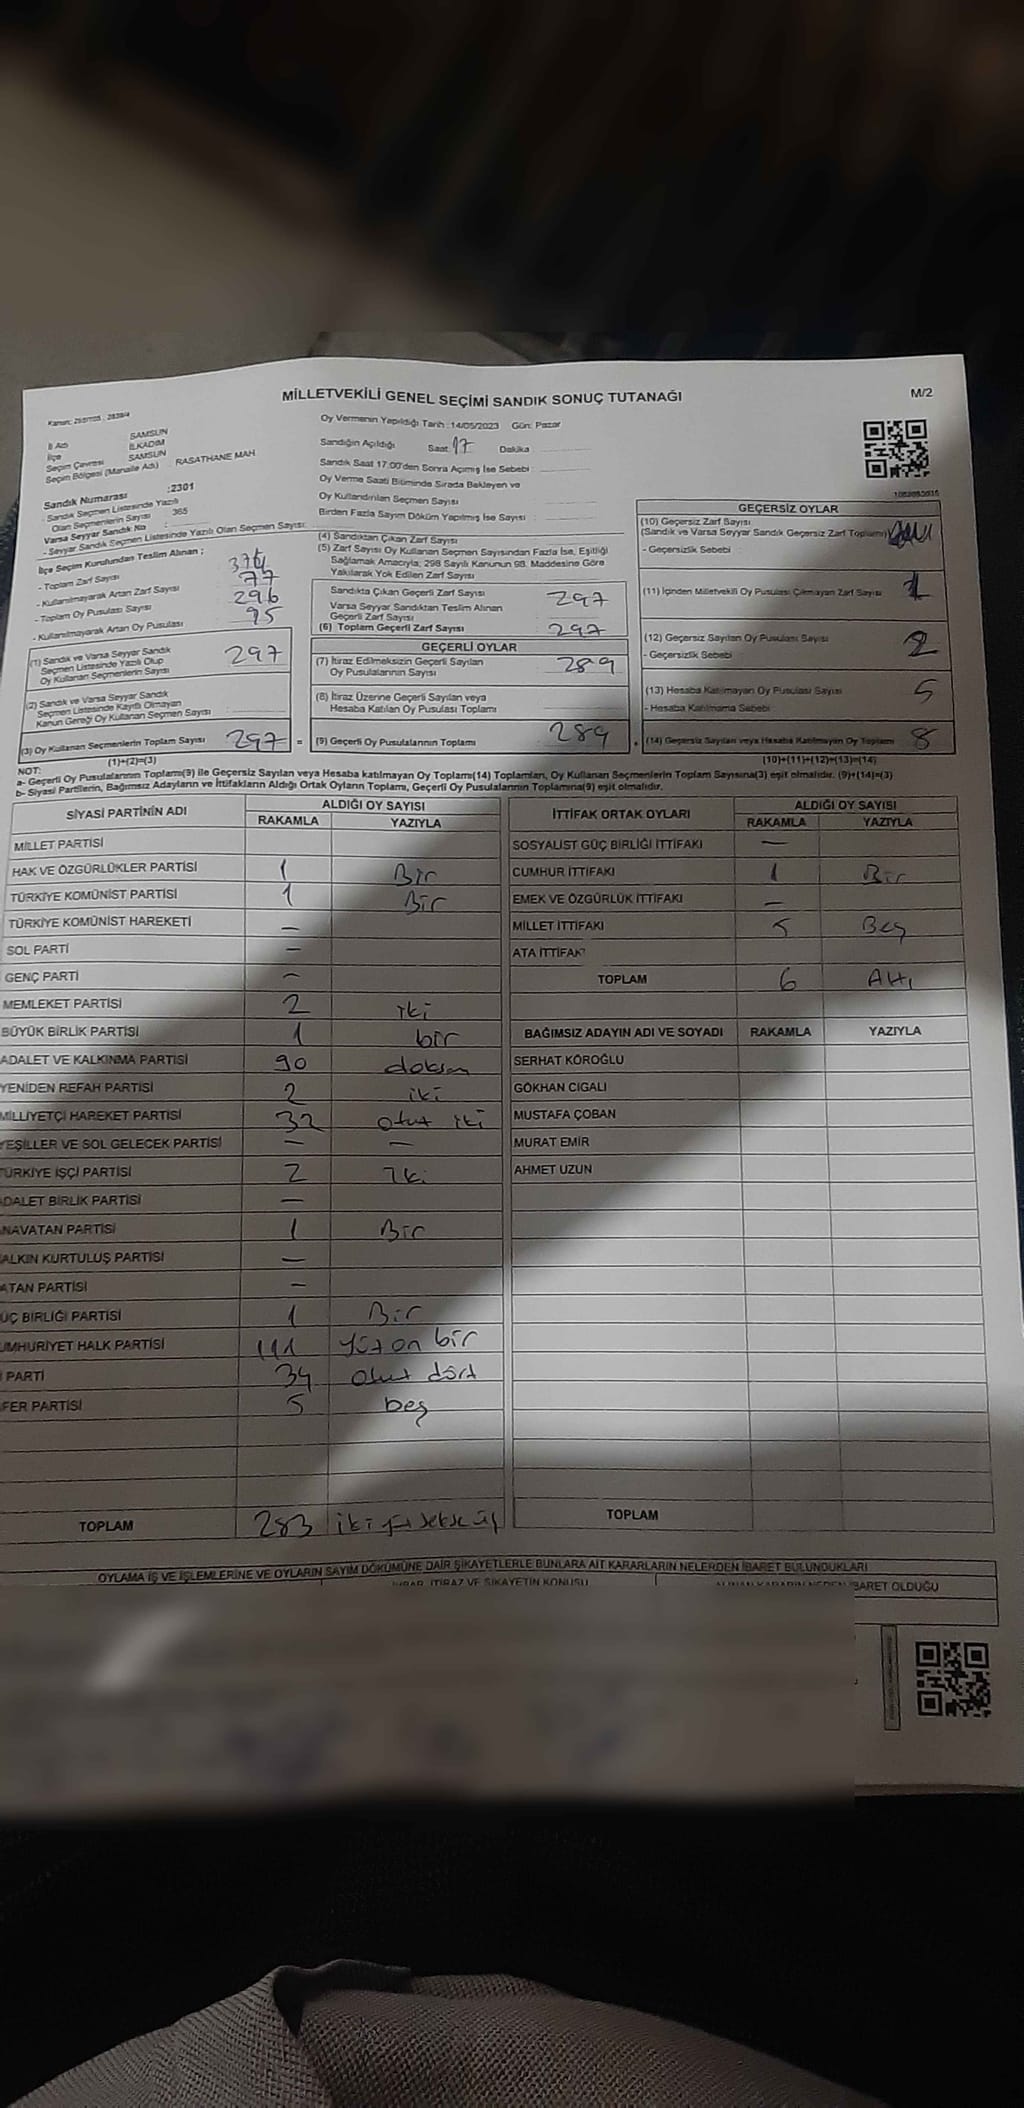 MİLLETVEKİLİ GENEL SEÇİMİ SANDIK SONUÇ TUTANAĞI
M/2
İl Adı SAMSUN
İlçe İLKADIM
Seçim Çevresi SAMSUN
Seçim Bölgesi (Mahalle Adı) : RASATHANE MAH
Sandık Numarası :2301
- Sandık Seçmen Listesinde Yazılı
Olan Seçmenlerin Sayısı 365
Varsa Seyyar Sandık No :
- Seyyar Sandık Seçmen Listesinde Yazılı Olan Seçmen Sayısı:
Oy Vermenin Yapıldığı Tarih :14/05/2023 Gün: Pazar
Sandığın Açıldığı Saat 17 Dakika
Sandık Saat 17:00'den Sonra Açımış İse Sebebi
Oy Verme Saati Bitiminde Sırada Bekleyen ve
Oy Kullandırılan Seçmen Sayısı
Birden Fazla Sayım Döküm Yapılmış İse Sayısı
İlçe Seçim Kurulundan Teslim Alınan ;
- Toplam Zarf Sayısı
- Kullanılmayarak Artan Zarf Sayısı 77
- Toplam Oy Pusulası Sayısı 296
- Kullanılmayarak Artan Oy Pusulası 95
(1) Sandık ve Varsa Seyyar Sandık
Seçmen Listesinde Yazılı Olup
Oy Kullanan Seçmenlerin Sayısı 297
(2) Sandık ve Varsa Seyyar Sandık
Seçmen Listesinde Kayıtlı Olmayan
Kanun Gereği Oy Kullanan Seçmen Sayısı
(3) Oy Kullanan Seçmenlerin Toplam Sayısı 297 =
(1)+(2)=(3)
(4) Sandıktan Çıkan Zarf Sayısı
(5) Zarf Sayısı Oy Kullanan Seçmen Sayısından Fazla İse, Eşitliği
Sağlamak Amacıyla; 298 Sayılı Kanunun 98. Maddesine Göre
Yakılarak Yok Edilen Zarf Sayısı
Sandıkta Çıkan Geçerli Zarf Sayısı 297
Varsa Seyyar Sandıktan Teslim Alınan
Geçerli Zarf Sayısı
(6) Toplam Geçerli Zarf Sayısı 297
GEÇERLİ OYLAR
(7) İtiraz Edilmeksizin Geçerli Sayılan
Oy Pusulalarının Sayısı 289
(8) İtiraz Üzerine Geçerli Sayılan veya
Hesaba Katılan Oy Pusulası Toplamı
(9) Geçerli Oy Pusulalarının Toplamı 289
GEÇERSİZ OYLAR
(10) Geçersiz Zarf Sayısı
(Sandık ve Varsa Seyyar Sandık Geçersiz Zarf Toplamı)
- Geçersizlik Sebebi
(11) İçinden Milletvekili Oy Pusulası Çıkmayan Zarf Sayısı 1
(12) Geçersiz Sayılan Oy Pusulası Sayısı 2
- Geçersizlik Sebebi
(13) Hesaba Katılmayan Oy Pusulası Sayısı 5
- Hesaba Katılmama Sebebi
(14) Geçersiz Sayılan veya Hesaba Katılmayan Oy Toplamı 8
(10)+(11)+(12)+(13)=(14)
NOT:
a- Geçerli Oy Pusulalarının Toplamı(9) ile Geçersiz Sayılan veya Hesaba katılmayan Oy Toplamı(14) Toplamları, Oy Kullanan Seçmenlerin Toplam Sayısına(3) eşit olmalıdır. (9)+(14)=(3)
b- Siyasi Partilerin, Bağımsız Adayların ve İttifakların Aldığı Ortak Oyların Toplamı, Geçerli Oy Pusulalarının Toplamına(9) eşit olmalıdır.
SİYASİ PARTİNİN ADI ALDIĞI OY SAYISI
RAKAMLA YAZIYLA
MİLLET PARTİSİ
HAK VE ÖZGÜRLÜKLER PARTİSİ 1 Bir
TÜRKİYE KOMÜNİST PARTİSİ 1 Bir
TÜRKİYE KOMÜNİST HAREKETİ —
SOL PARTİ —
GENÇ PARTİ —
MEMLEKET PARTİSİ 2 iki
BÜYÜK BİRLİK PARTİSİ 1 bir
ADALET VE KALKINMA PARTİSİ 90 doksan
YENİDEN REFAH PARTİSİ 2 iki
MİLLİYETÇİ HAREKET PARTİSİ 32 otuz iki
YEŞİLLER VE SOL GELECEK PARTİSİ — —
TÜRKİYE İŞÇİ PARTİSİ 2 İki
ADALET BİRLİK PARTİSİ —
NAVATAN PARTİSİ 1 Bir
ALKIN KURTULUŞ PARTİSİ —
ATAN PARTİSİ —
ÜÇ BİRLİĞİ PARTİSİ 1 Bir
UMHURİYET HALK PARTİSİ 111 yüz on bir
PARTİ 34 otuz dört
FER PARTİSİ 5 beş
TOPLAM 283
İTTİFAK ORTAK OYLARI ALDIĞI OY SAYISI
RAKAMLA YAZIYLA
SOSYALİST GÜÇ BİRLİĞİ İTTİFAKI —
CUMHUR İTTİFAKI 1 Bir
EMEK VE ÖZGÜRLÜK İTTİFAKI —
MİLLET İTTİFAKI 5 Beş
ATA İTTİFAKI
TOPLAM 6 Altı
BAĞIMSIZ ADAYIN ADI VE SOYADI RAKAMLA YAZIYLA
SERHAT KÖROĞLU
GÖKHAN CIGALI
MUSTAFA ÇOBAN
MURAT EMİR
AHMET UZUN
TOPLAM
OYLAMA İŞ VE İŞLEMLERİNE VE OYLARIN SAYIM DÖKÜMÜNE DAİR ŞİKAYETLERLE BUNLARA AİT KARARLARIN NELERDEN İBARET BULUNDUKLARI
İTİRAZ VE ŞİKAYETİN KONUSU
İBARET OLDUĞU